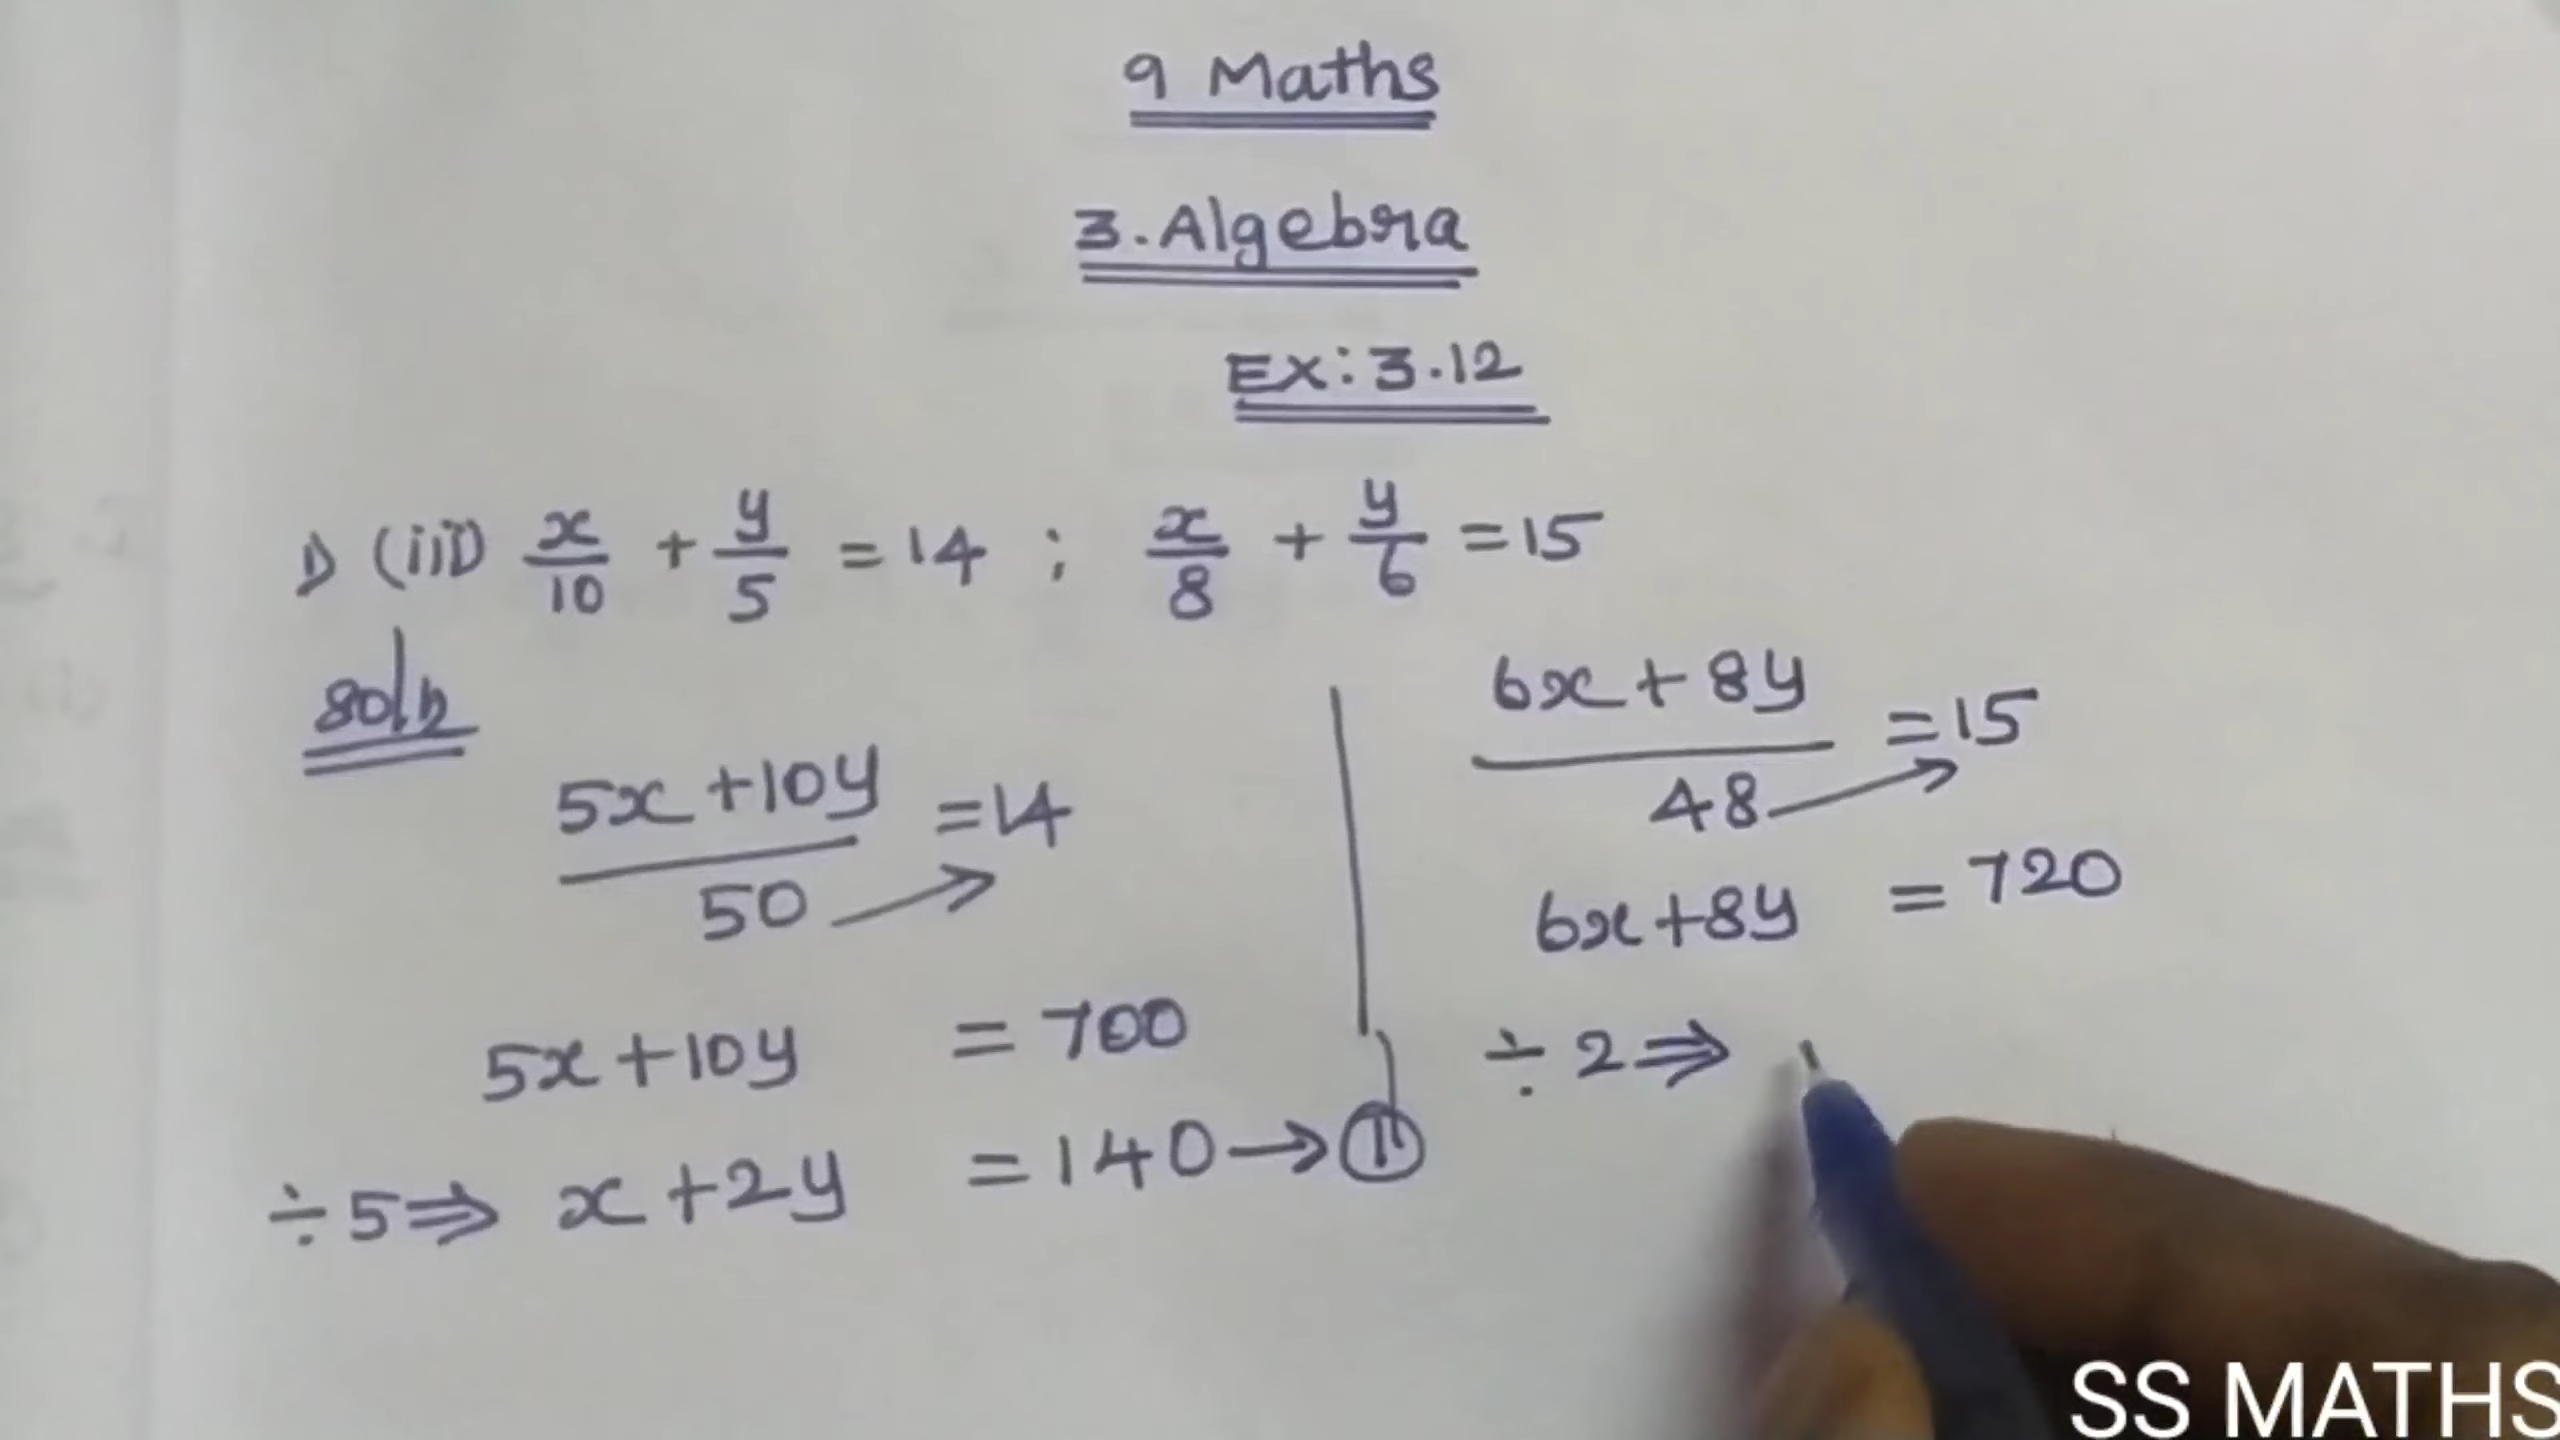 9 Maths
3. Algebra
Ex: 3.12
1) (iii) x/10 + y/5 = 14 ; x/8 + y/6 = 15
Soln
5x + 10y / 50 = 14
5x + 10y = 700
÷ 5 ⇒ x + 2y = 140 → ①
6x + 8y / 48 = 15
6x + 8y = 720
÷ 2 ⇒
SS MATHS